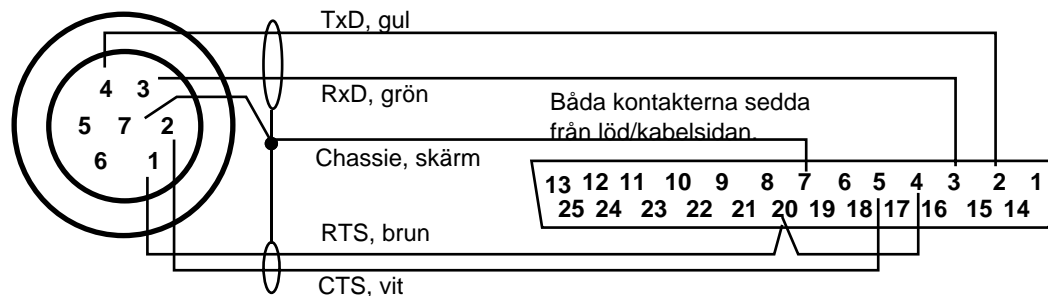 TxD, gul
4 3
RxD, grön
Båda kontakterna sedda
från löd/kabelsidan.
5 7 2
Chassie, skärm
6 1
13 12 11 10 9 8 7 6 5 4 3 2 1
25 24 23 22 21 20 19 18 17 16 15 14
RTS, brun
CTS, vit